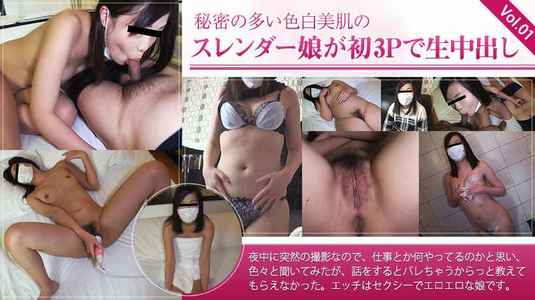 秘密の多い色白美肌の
スレンダー娘が初3Pで生中出し
Vol.01
夜中に突然の撮影なので、仕事とか何やってるのかと思い、
色々と聞いてみたが、話をするとバレちゃうからっと教えて
もらえなかった。エッチはセクシーでエロエロな娘です。